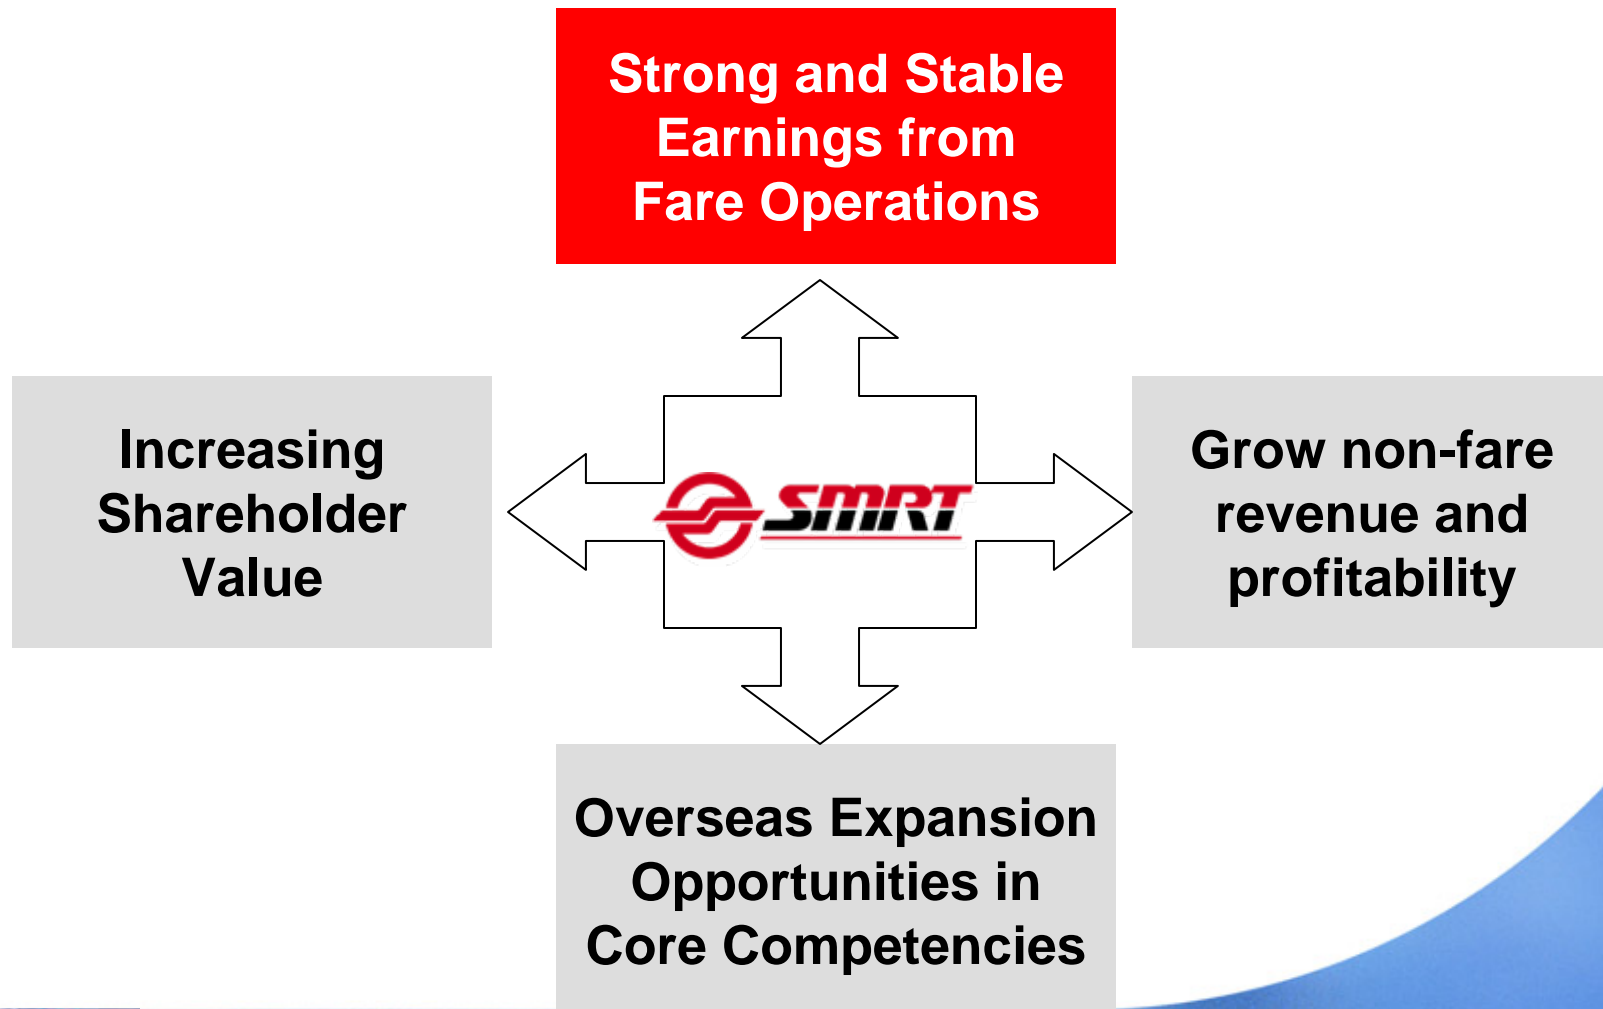 Strong and Stable
Earnings from
Fare Operations
Increasing
Shareholder
Value
SMRT
Grow non-fare
revenue and
profitability
Overseas Expansion
Opportunities in
Core Competencies